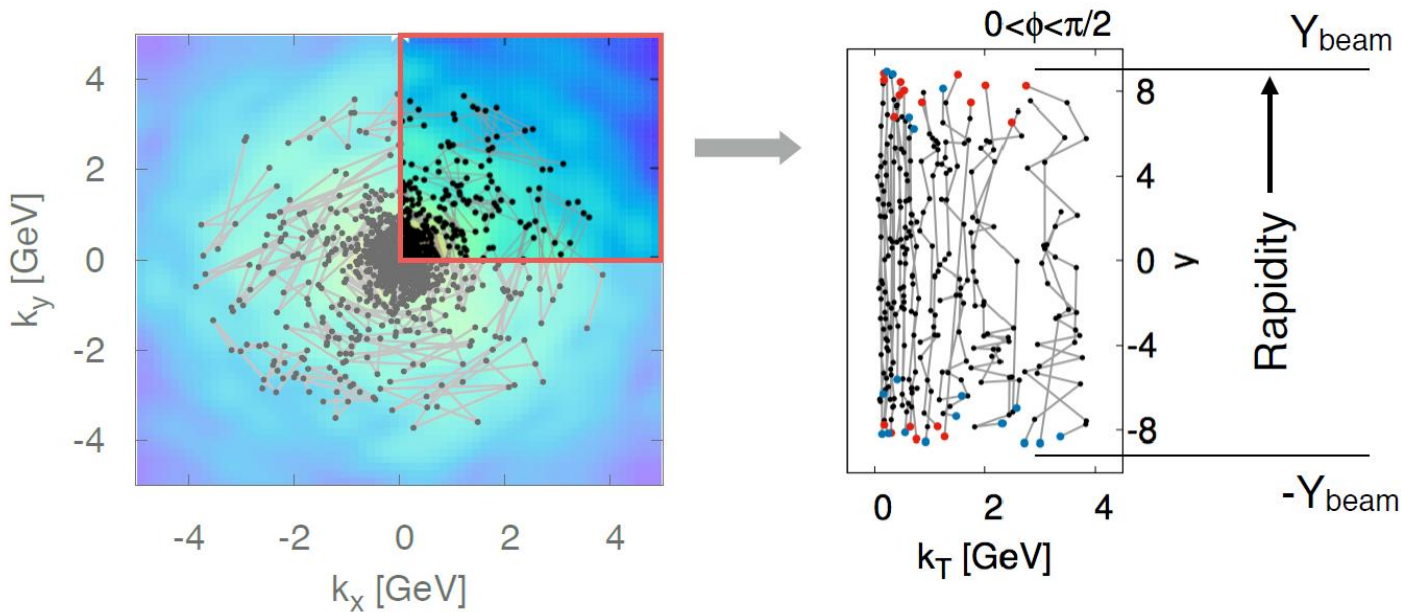 4
2
0
-2
-4
k_y [GeV]
-4 -2 0 2 4
k_x [GeV]
0<ϕ<π/2
8
4
0
-4
-8
y
0 2 4
k_T [GeV]
Y_beam
Rapidity
-Y_beam